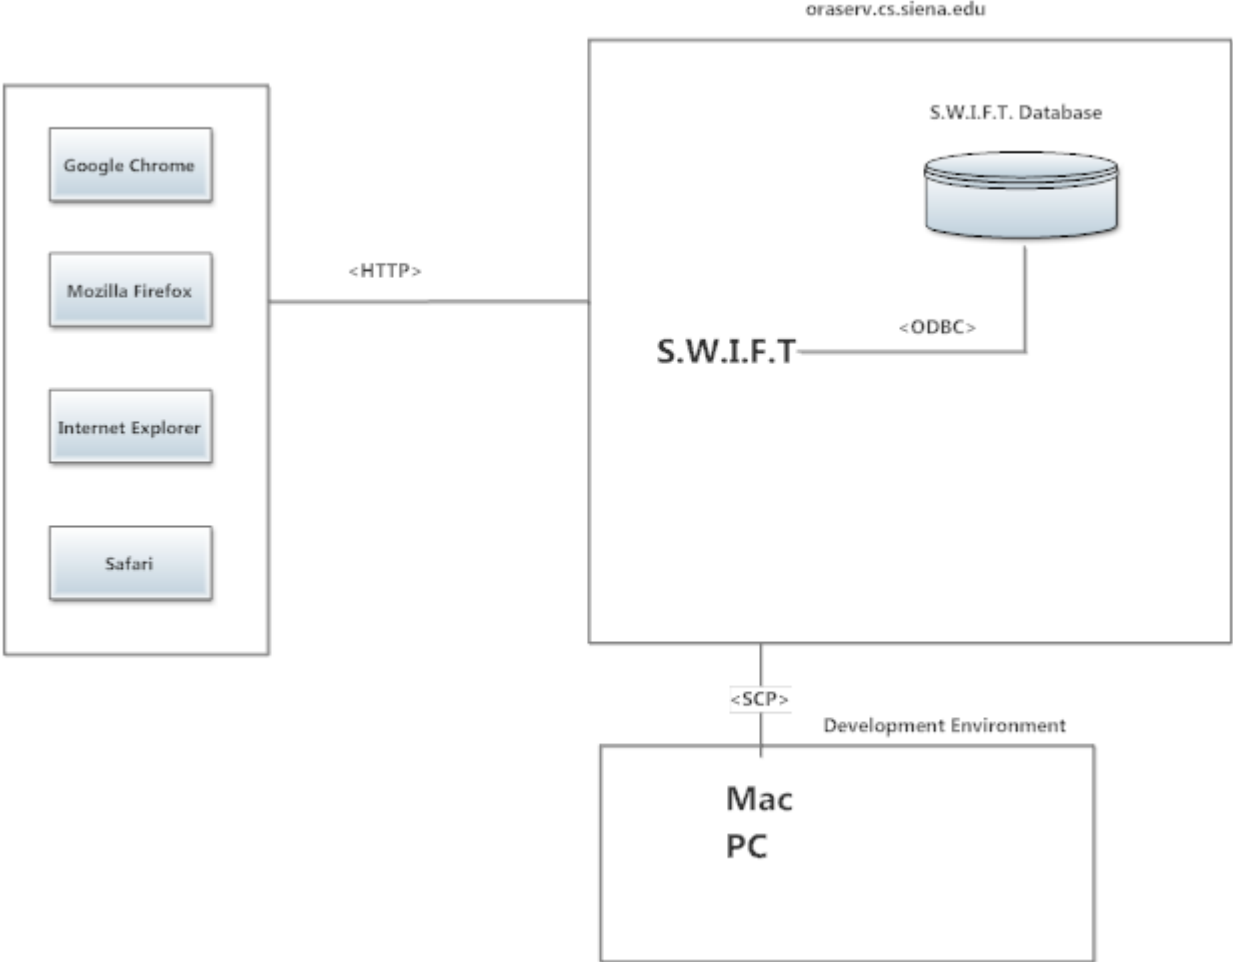 oraserv.cs.siena.edu
S.W.I.F.T. Database
Google Chrome
Mozilla Firefox
<HTTP>
<ODBC>
S.W.I.F.T
Internet Explorer
Safari
<SCP>
Development Environment
Mac
PC